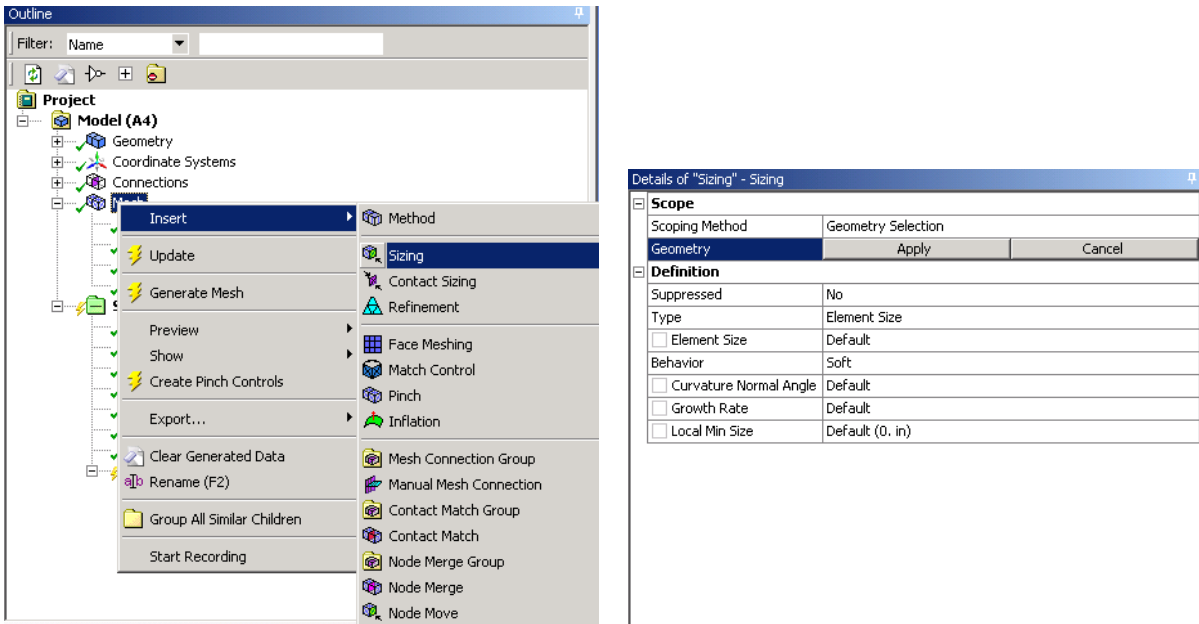 Outline
Filter: Name
Project
Model (A4)
Geometry
Coordinate Systems
Connections
Mesh
Insert
Update
Generate Mesh
Preview
Show
Create Pinch Controls
Export...
Clear Generated Data
Rename (F2)
Group All Similar Children
Start Recording
Method
Sizing
Contact Sizing
Refinement
Face Meshing
Match Control
Pinch
Inflation
Mesh Connection Group
Manual Mesh Connection
Contact Match Group
Contact Match
Node Merge Group
Node Merge
Node Move
Details of "Sizing" - Sizing
Scope
Scoping Method Geometry Selection
Geometry Apply Cancel
Definition
Suppressed No
Type Element Size
Element Size Default
Behavior Soft
Curvature Normal Angle Default
Growth Rate Default
Local Min Size Default (0. in)